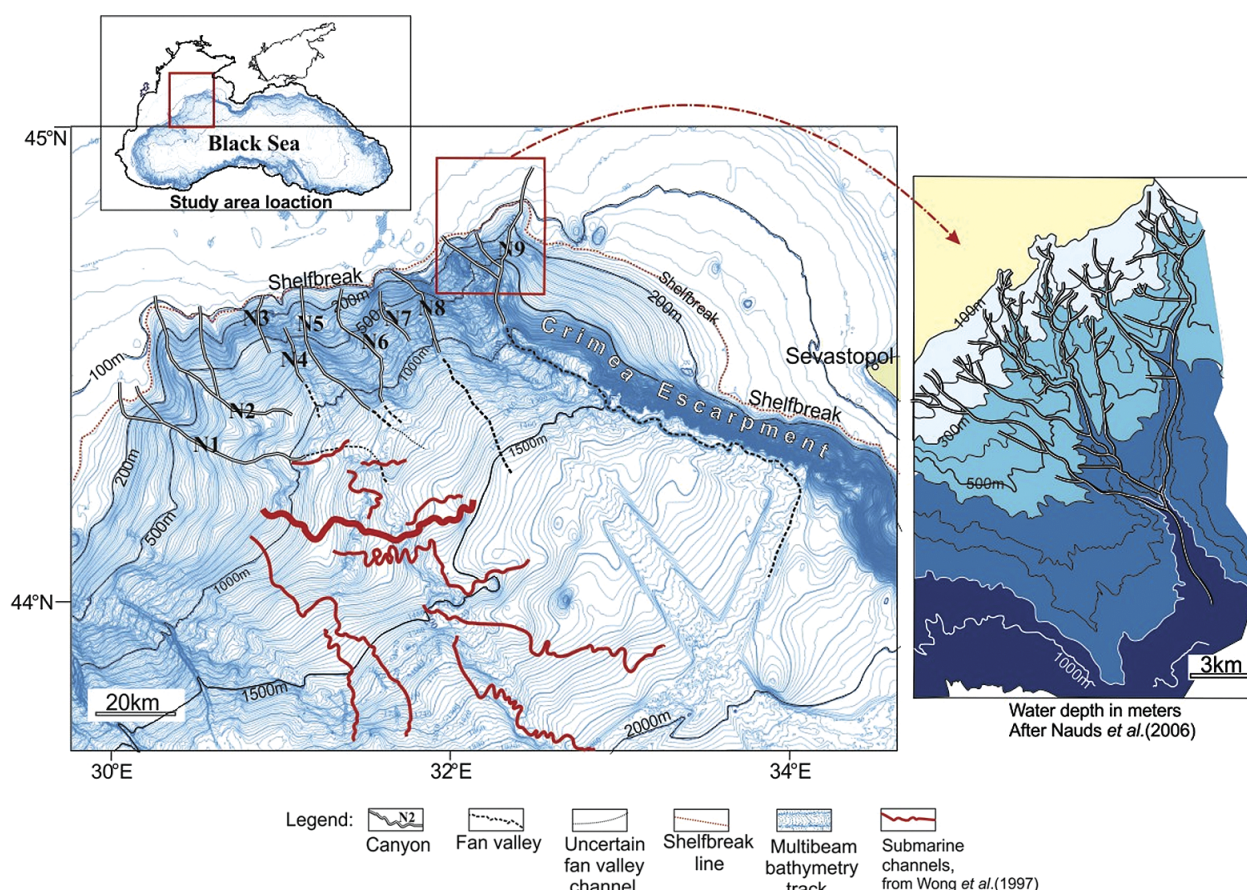 Black Sea
Study area loaction
45°N
44°N
30°E
32°E
34°E
Shelfbreak
Shelfbreak
Shelfbreak
Crimea Escarpment
Sevastopol
N1
N2
N3
N4
N5
N6
N7
N8
N9
100m
200m
500m
1000m
1500m
200m
500m
1000m
200m
1500m
2000m
20km
100m
300m
500m
1000m
3km
Water depth in meters
After Nauds et al.(2006)
Legend:
N2
Canyon
Fan valley
Uncertain
fan valley
channel
Shelfbreak
line
Multibeam
bathymetry
track
Submarine
channels,
from Wong et al.(1997)